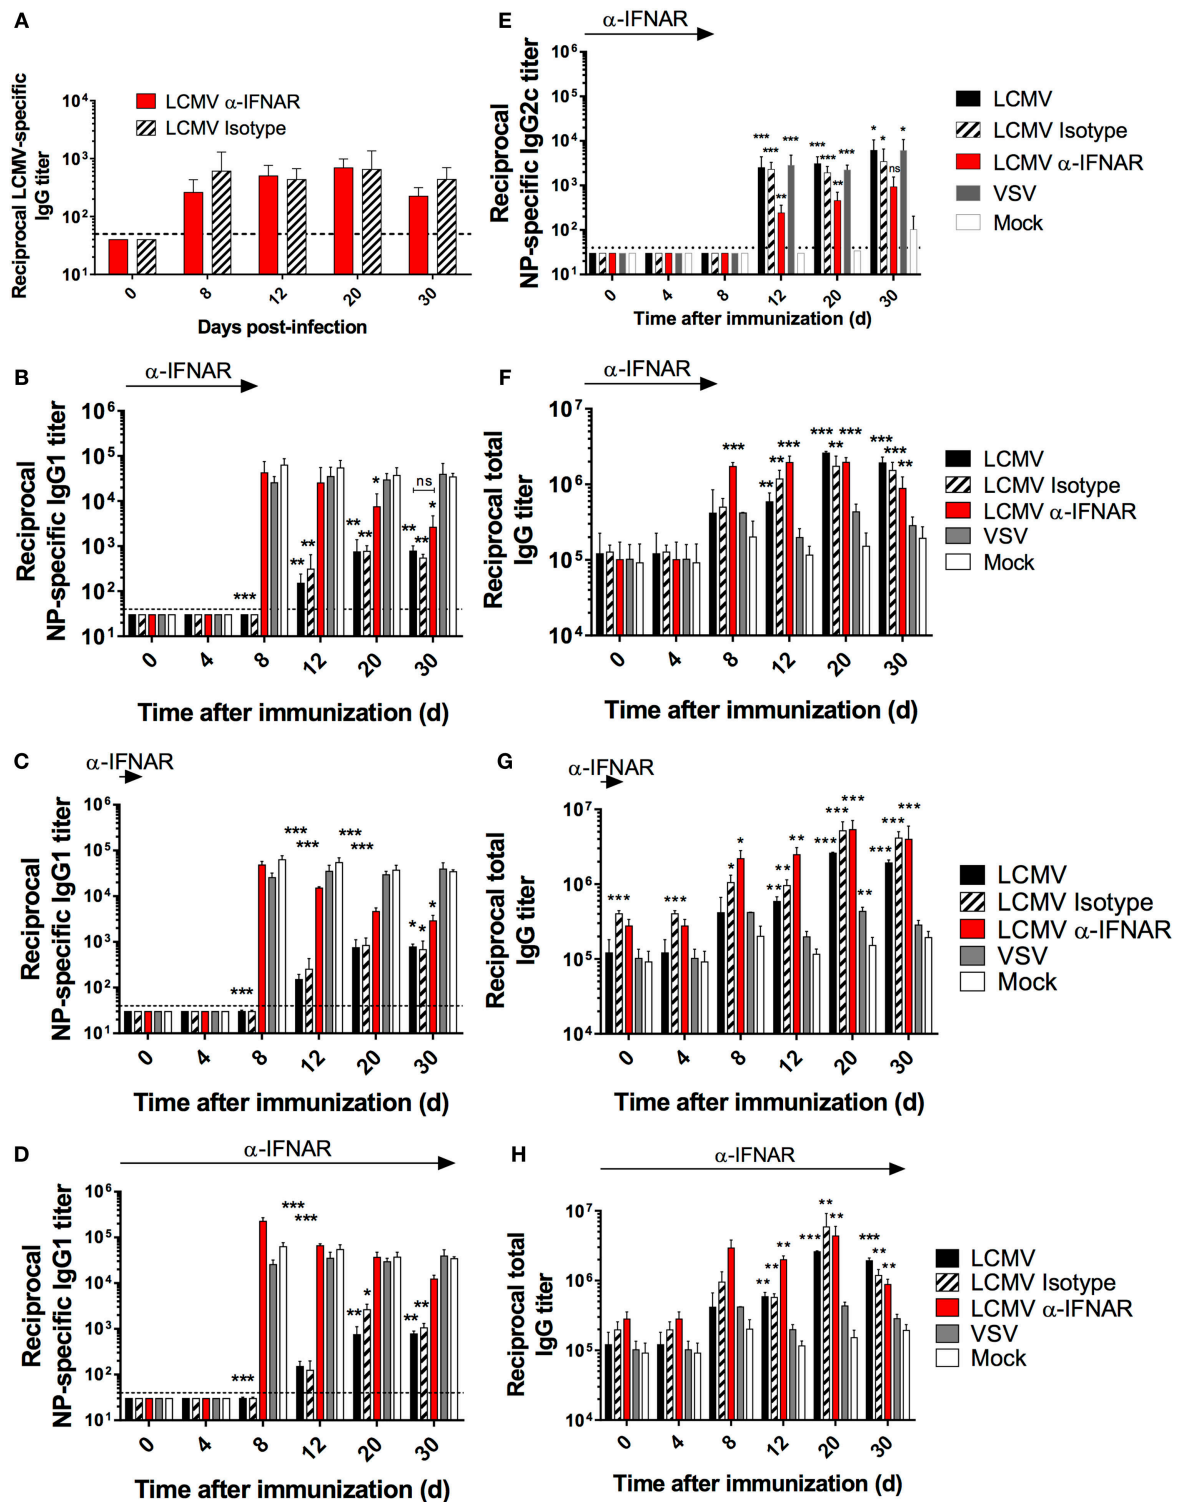 A
Reciprocal LCMV-specific
IgG titer
10⁴
10³
10²
10¹
LCMV α-IFNAR
LCMV Isotype
0
8
12
20
30
Days post-infection
E
α-IFNAR
Reciprocal
NP-specific IgG2c titer
10⁶
10⁵
10⁴
10³
10²
10¹
*** *** ** ***
*** *** ** ***
* * ns *
0
4
8
12
20
30
Time after immunization (d)
LCMV
LCMV Isotype
LCMV α-IFNAR
VSV
Mock
B
α-IFNAR
Reciprocal
NP-specific IgG1 titer
10⁶
10⁵
10⁴
10³
10²
10¹
***
** **
** ** *
ns
** ** *
0
4
8
12
20
30
Time after immunization (d)
F
α-IFNAR
Reciprocal total
IgG titer
10⁷
10⁶
10⁵
10⁴
***
** ** ***
*** ** ***
*** *** **
0
4
8
12
20
30
Time after immunization (d)
LCMV
LCMV Isotype
LCMV α-IFNAR
VSV
Mock
C
α-IFNAR
Reciprocal
NP-specific IgG1 titer
10⁶
10⁵
10⁴
10³
10²
10¹
***
***
***
***
***
* * *
0
4
8
12
20
30
Time after immunization (d)
G
α-IFNAR
Reciprocal total
IgG titer
10⁷
10⁶
10⁵
10⁴
***
***
* *
** ** **
*** *** *** **
*** *** ***
0
4
8
12
20
30
Time after immunization (d)
LCMV
LCMV Isotype
LCMV α-IFNAR
VSV
Mock
D
α-IFNAR
Reciprocal
NP-specific IgG1 titer
10⁶
10⁵
10⁴
10³
10²
10¹
***
***
***
** *
** **
0
4
8
12
20
30
Time after immunization (d)
H
α-IFNAR
Reciprocal total
IgG titer
10⁷
10⁶
10⁵
10⁴
** ** **
*** ** **
*** ** **
0
4
8
12
20
30
Time after immunization (d)
LCMV
LCMV Isotype
LCMV α-IFNAR
VSV
Mock